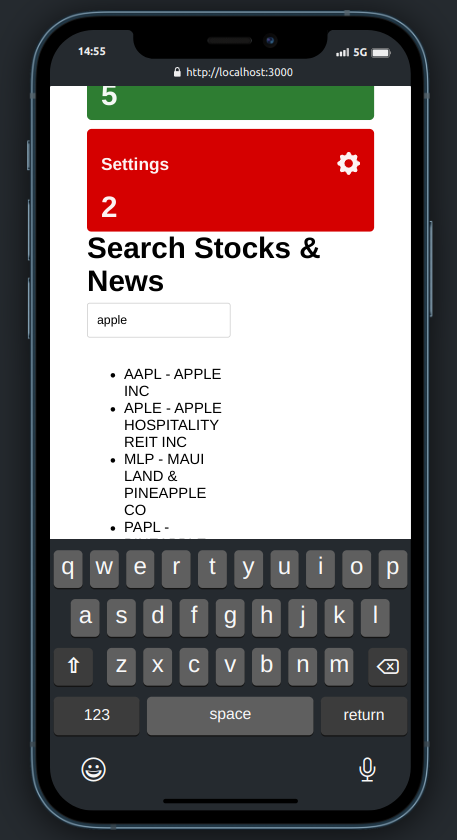 14:55
5G
http://localhost:3000
5
Settings
2
Search Stocks &
News
apple
AAPL - APPLE
INC
APLE - APPLE
HOSPITALITY
REIT INC
MLP - MAUI
LAND &
PINEAPPLE
CO
PAPL -
q w e r t y u i o p
a s d f g h j k l
z x c v b n m
123 space return